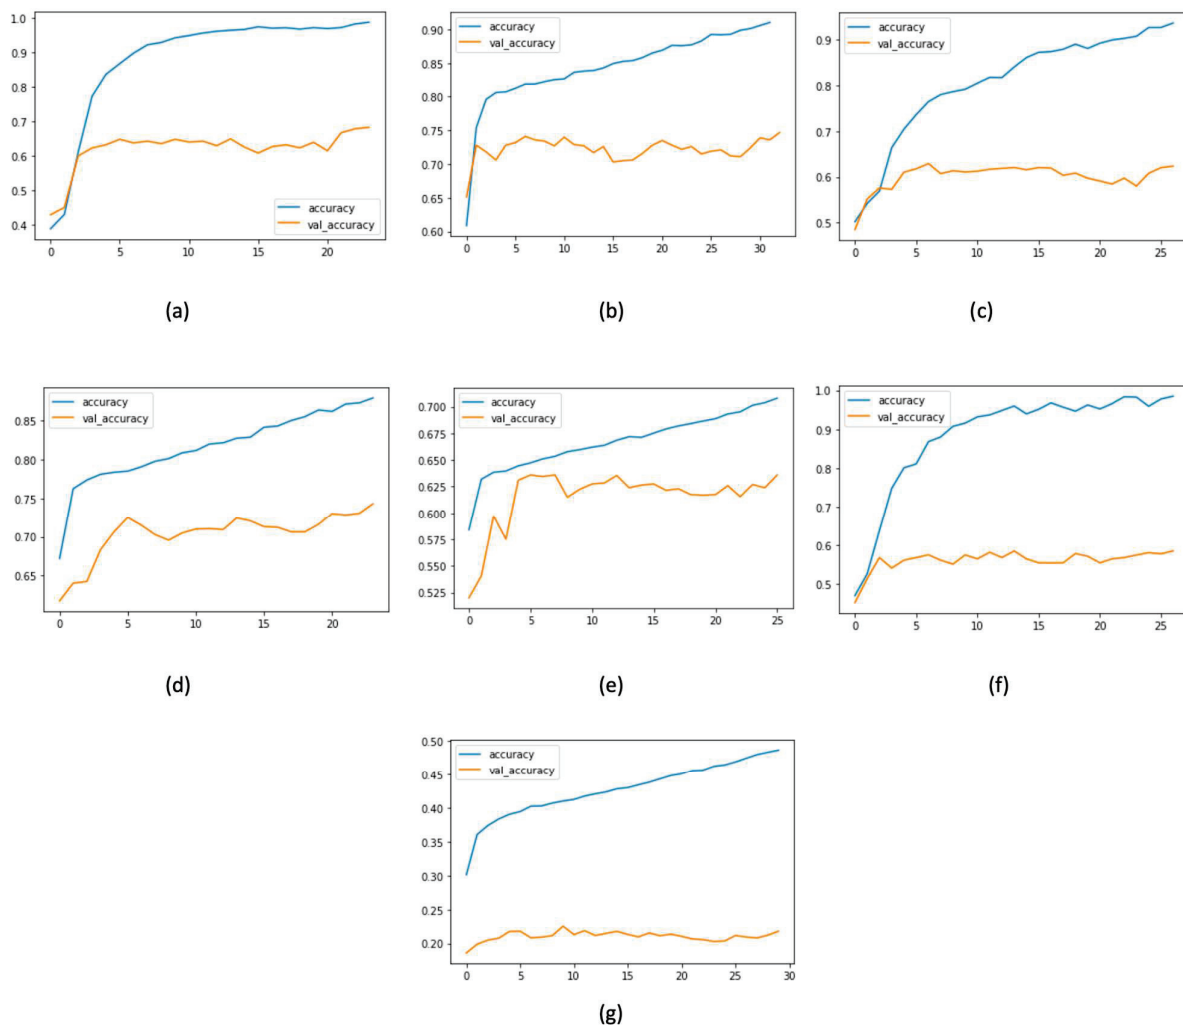 1.0
0.9
0.8
0.7
0.6
0.5
0.4
accuracy
val_accuracy
0 5 10 15 20
(a)
accuracy
val_accuracy
0.90
0.85
0.80
0.75
0.70
0.65
0.60
0 5 10 15 20 25 30
(b)
accuracy
val_accuracy
0.9
0.8
0.7
0.6
0.5
0 5 10 15 20 25
(c)
accuracy
val_accuracy
0.85
0.80
0.75
0.70
0.65
0 5 10 15 20
(d)
accuracy
val_accuracy
0.700
0.675
0.650
0.625
0.600
0.575
0.550
0.525
0 5 10 15 20 25
(e)
1.0
accuracy
val_accuracy
0.9
0.8
0.7
0.6
0.5
0 5 10 15 20 25
(f)
0.50
accuracy
val_accuracy
0.45
0.40
0.35
0.30
0.25
0.20
0 5 10 15 20 25 30
(g)